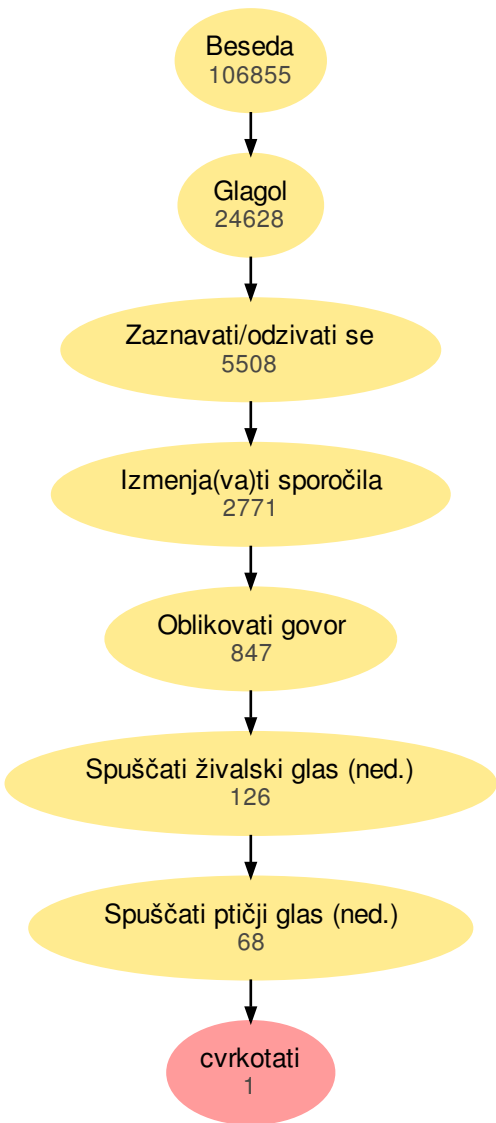 Beseda
106855
Glagol
24628
Zaznavati/odzivati se
5508
Izmenja(va)ti sporočila
2771
Oblikovati govor
847
Spuščati živalski glas (ned.)
126
Spuščati ptičji glas (ned.)
68
cvrkotati
1